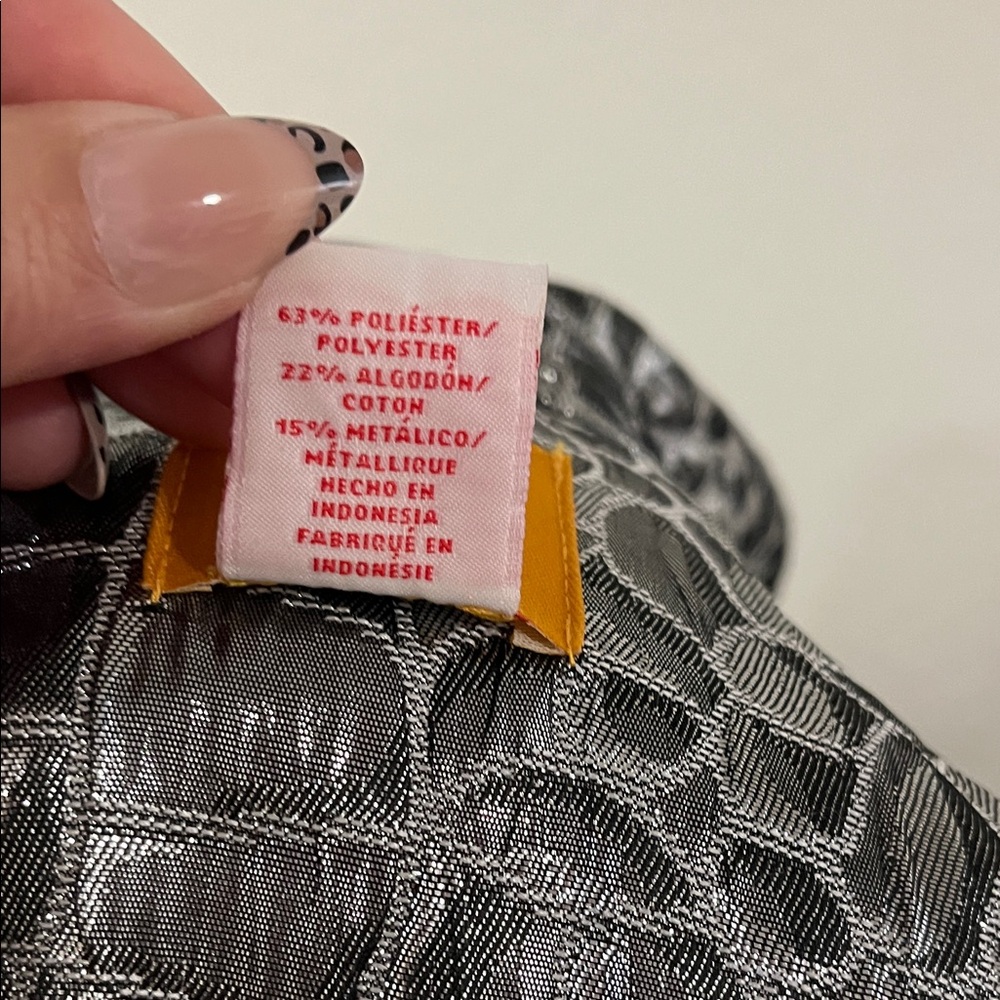 63% POLIÉSTER/
POLYESTER
22% ALGODÓN/
COTON
15% METÁLICO/
MÉTALLIQUE
HECHO EN
INDONESIA
FABRIQUÉ EN
INDONÉSIE